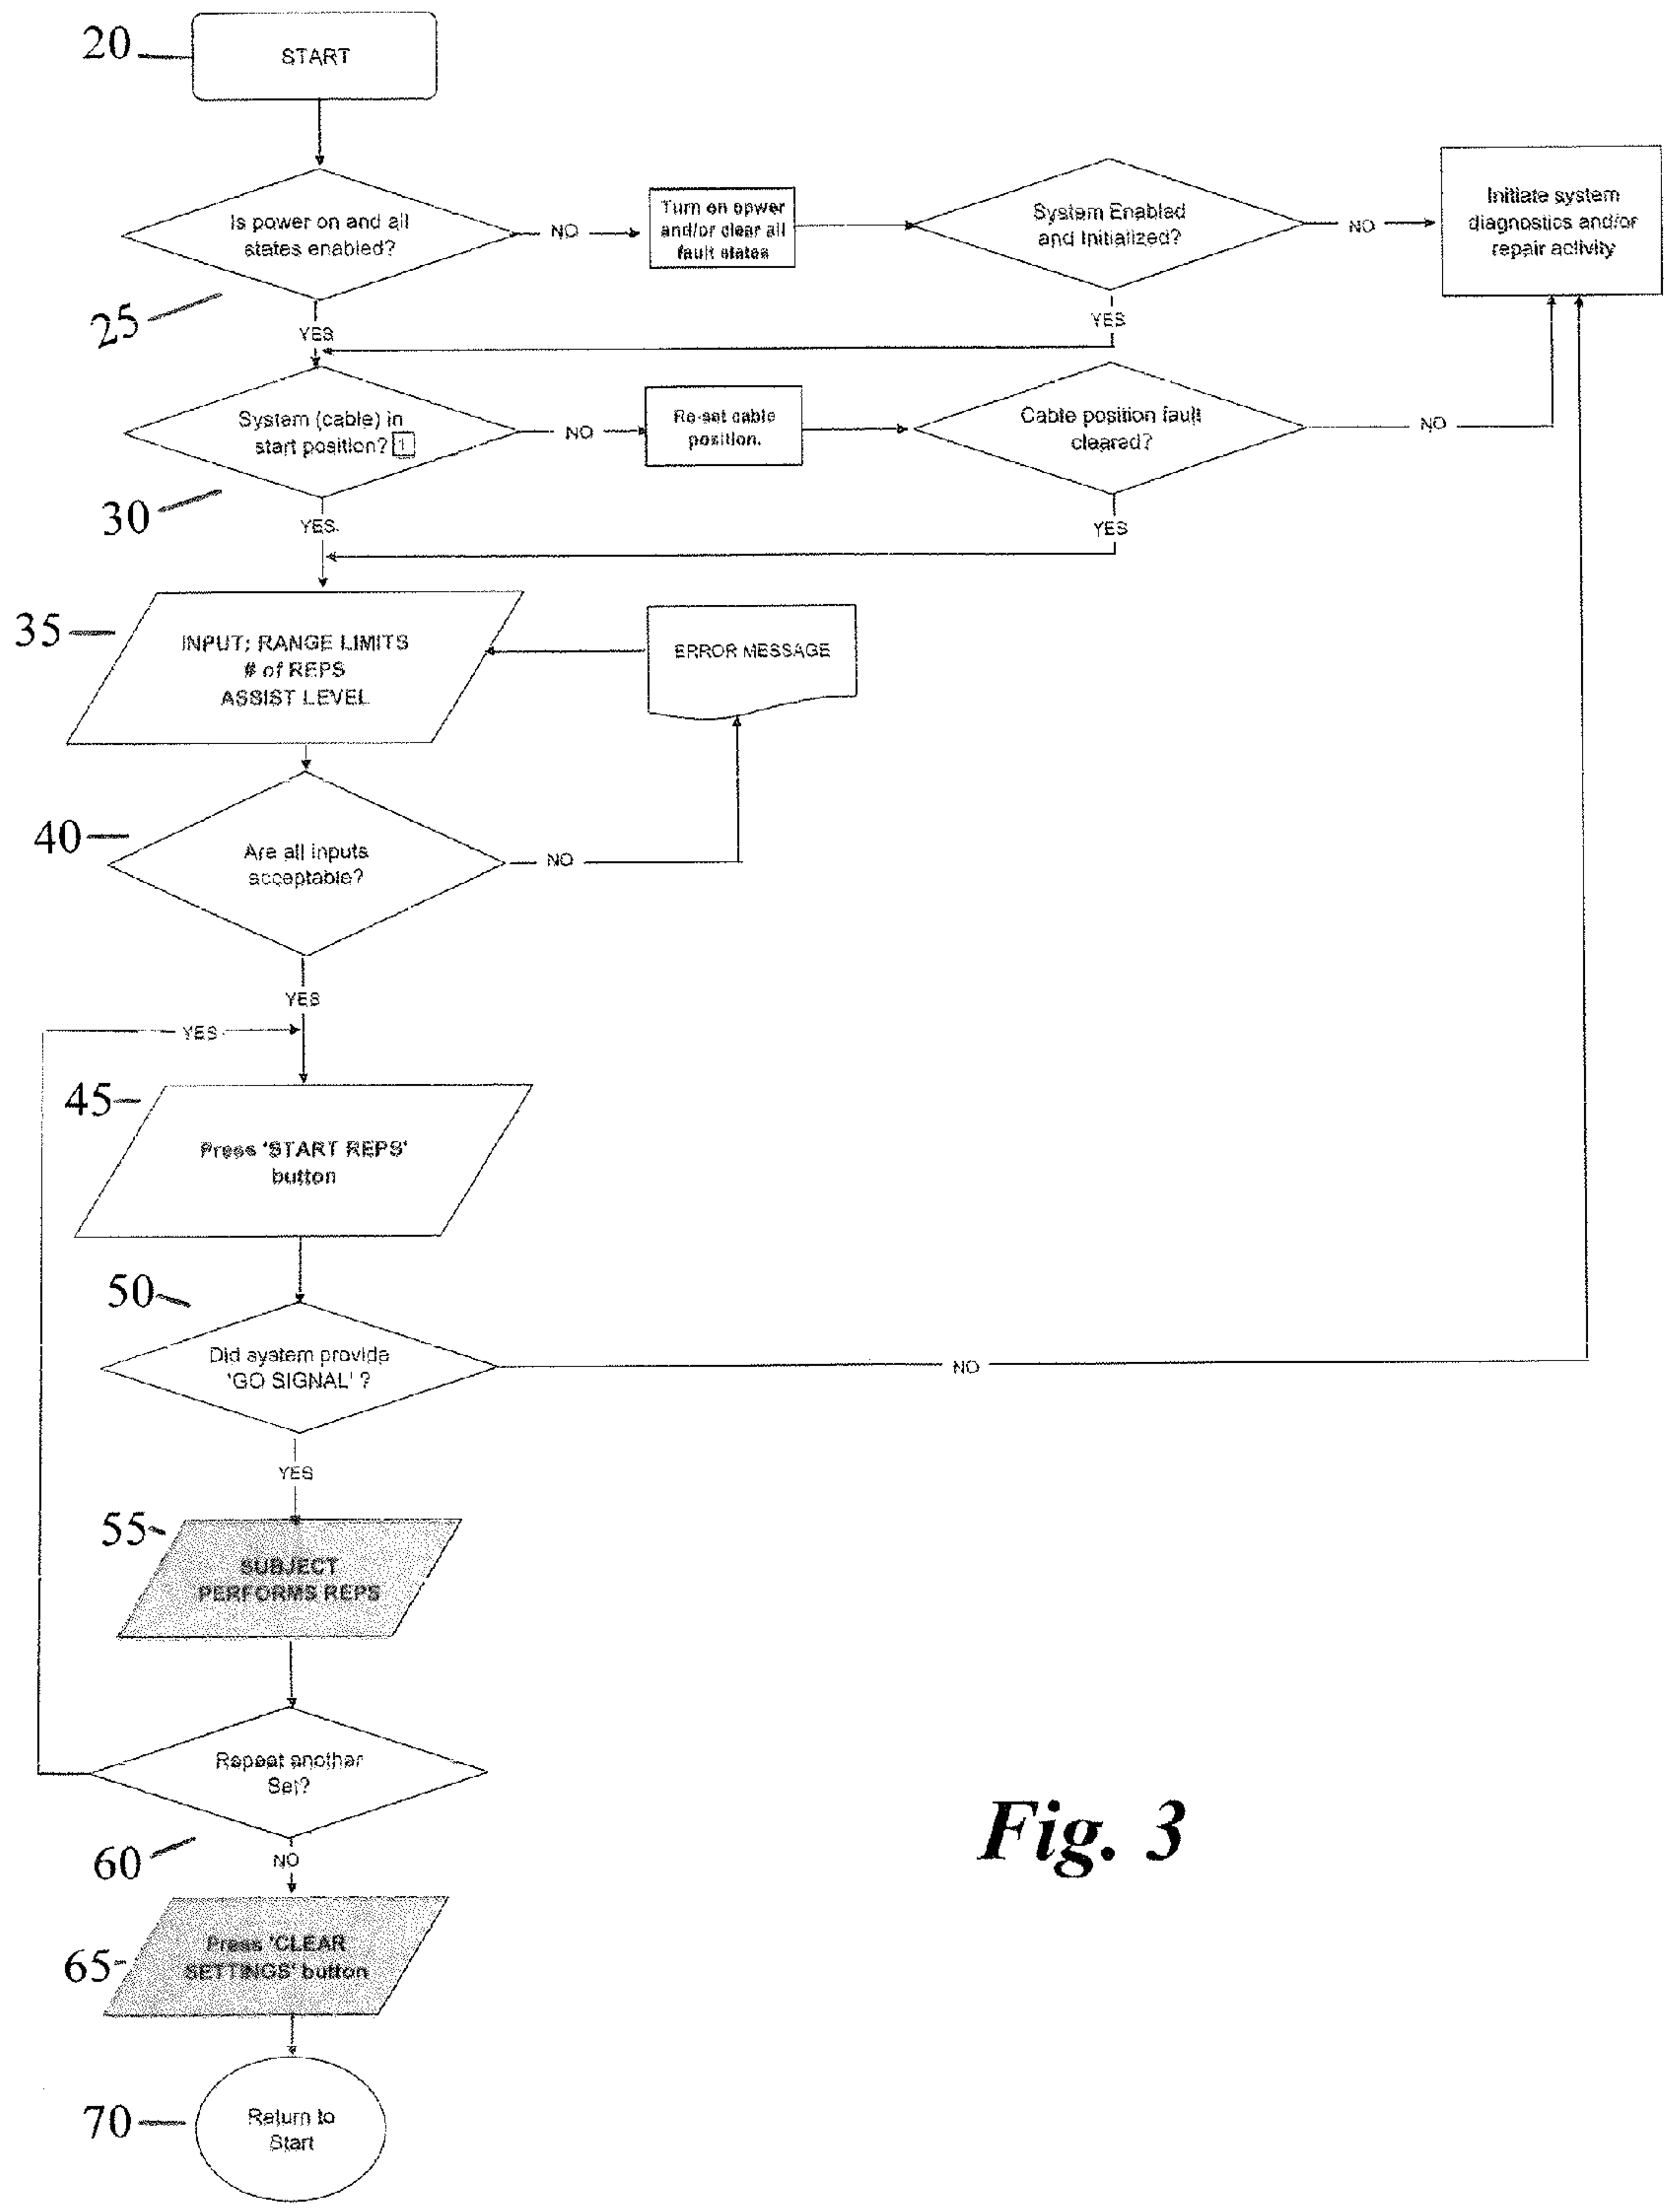 20
START
Is power on and all
states enabled?
NO
Turn on opwer
and/or clear all
fault states
System Enabled
and Initialized?
NO
Initiate system
diagnostics and/or
repair activity
25
YES
YES
System (cable) in
start position? 1
NO
Re-set cable
position.
Cable position fault
cleared?
NO
30
YES
YES
35
INPUT; RANGE LIMITS
# of REPS
ASSIST LEVEL
ERROR MESSAGE
40
Are all inputs
acceptable?
NO
YES
YES
45
Press 'START REPS'
button
50
Did system provide
'GO SIGNAL' ?
NO
YES
55
SUBJECT
PERFORMS REPS
Repeat another
Set?
60
NO
Fig. 3
65
Press 'CLEAR
SETTINGS' button
70
Return to
Start